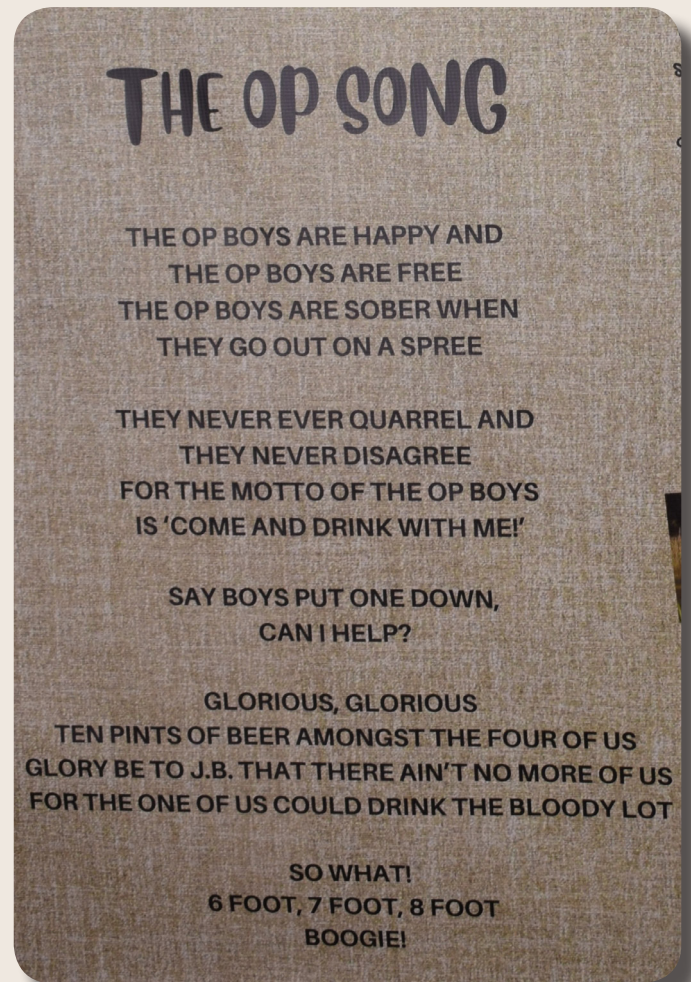 THE OP SONG
THE OP BOYS ARE HAPPY AND
THE OP BOYS ARE FREE
THE OP BOYS ARE SOBER WHEN
THEY GO OUT ON A SPREE
THEY NEVER EVER QUARREL AND
THEY NEVER DISAGREE
FOR THE MOTTO OF THE OP BOYS
IS ‘COME AND DRINK WITH ME!’
SAY BOYS PUT ONE DOWN,
CAN I HELP?
GLORIOUS, GLORIOUS
TEN PINTS OF BEER AMONGST THE FOUR OF US
GLORY BE TO J.B. THAT THERE AIN’T NO MORE OF US
FOR THE ONE OF US COULD DRINK THE BLOODY LOT
SO WHAT!
6 FOOT, 7 FOOT, 8 FOOT
BOOGIE!